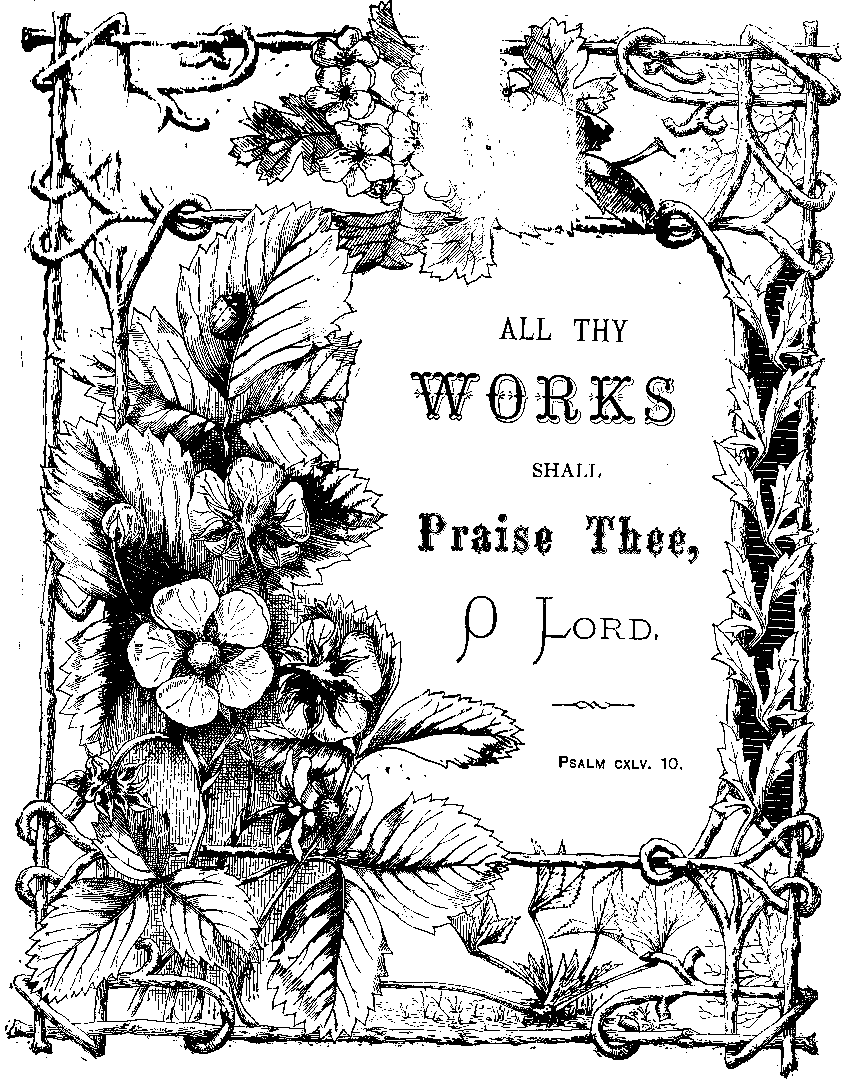 ALL THY
WORKS
SHALL
Praise Thee,
O LORD.
PSALM CXLV. 10.